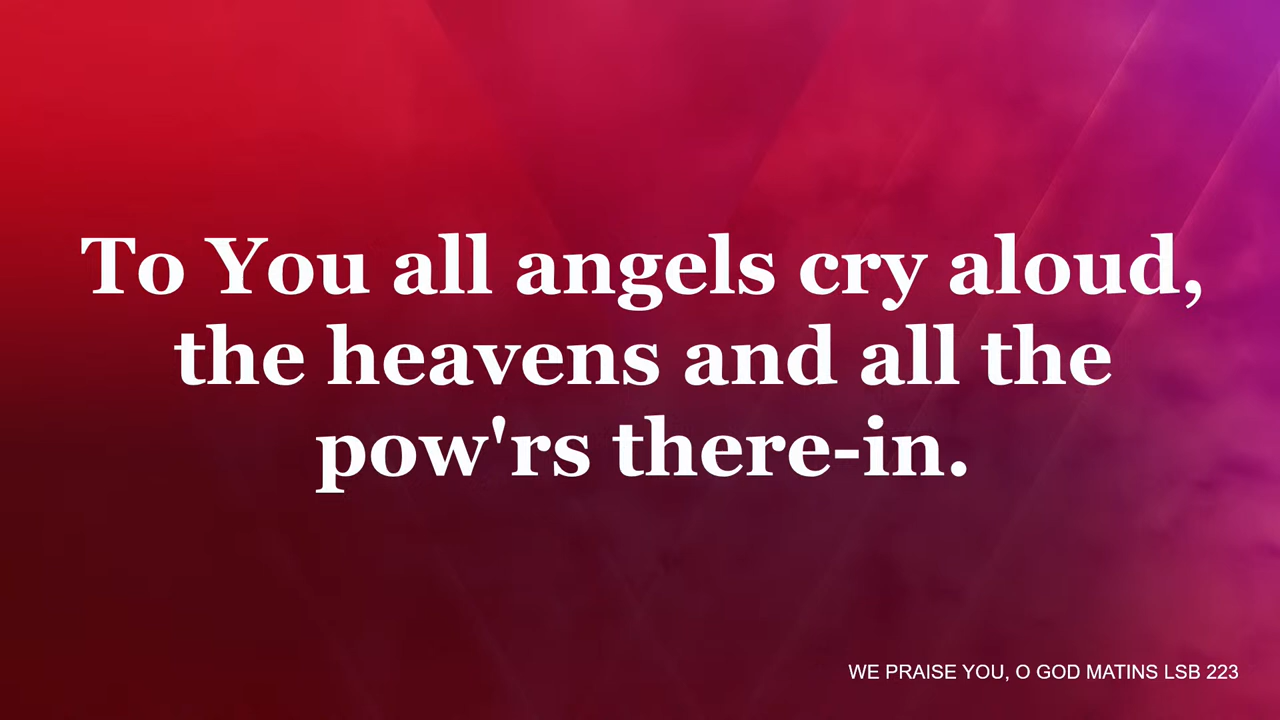 To You all angels cry aloud,
the heavens and all the
pow'rs there-in.
WE PRAISE YOU, O GOD MATINS LSB 223